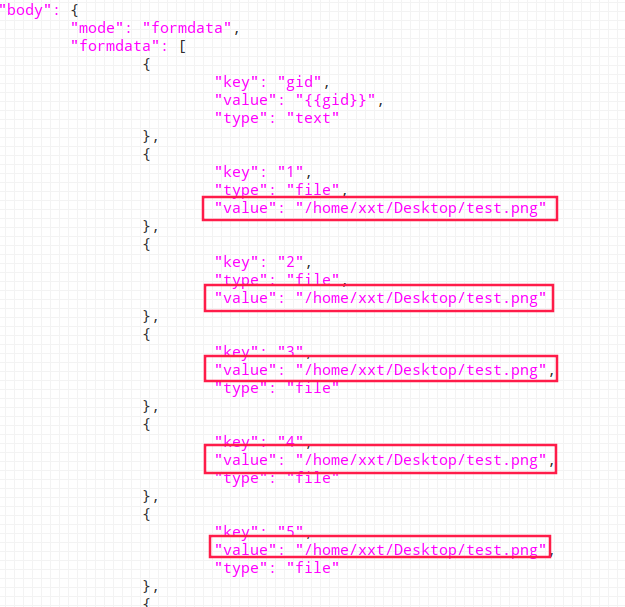 "body": {
"mode": "formdata",
"formdata": [
{
"key": "gid",
"value": "{{gid}}",
"type": "text"
},
{
"key": "1",
"type": "file",
"value": "/home/xxt/Desktop/test.png"
},
{
"key": "2",
"type": "file",
"value": "/home/xxt/Desktop/test.png"
},
{
"key": "3",
"value": "/home/xxt/Desktop/test.png",
"type": "file"
},
{
"key": "4",
"value": "/home/xxt/Desktop/test.png",
"type": "file"
},
{
"key": "5",
"value": "/home/xxt/Desktop/test.png",
"type": "file"
},
{